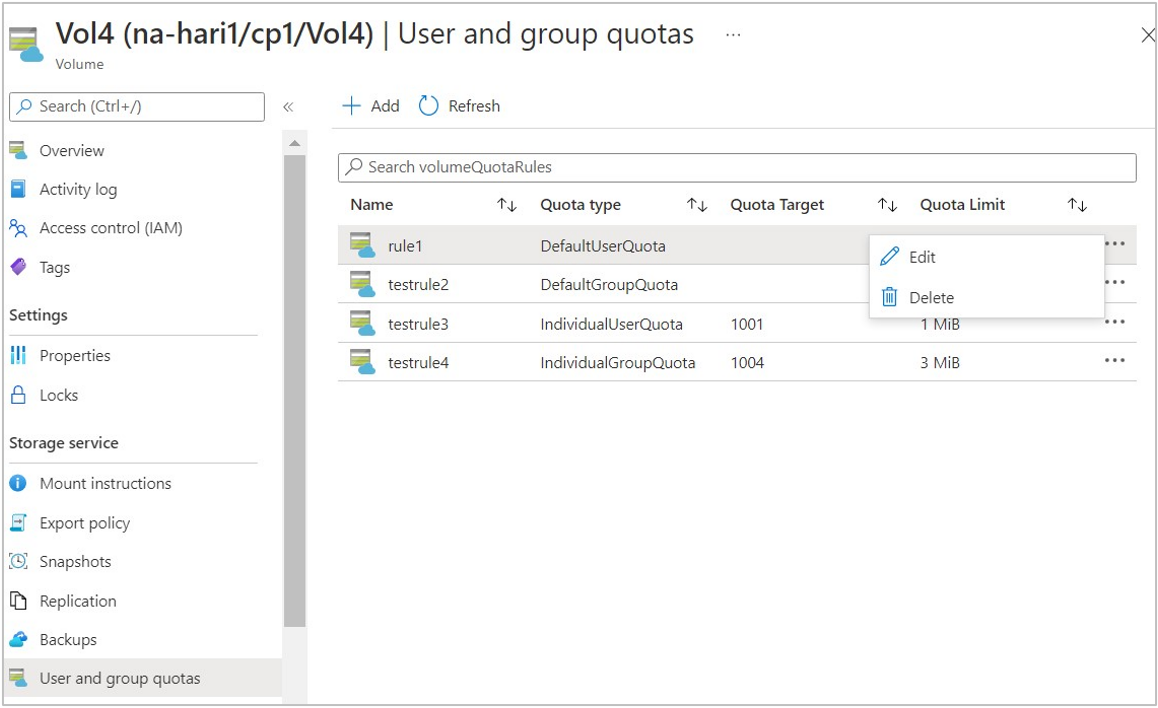 Vol4 (na-hari1/cp1/Vol4) | User and group quotas ...
Volume
Search (Ctrl+/)
«
Overview
Activity log
Access control (IAM)
Tags
Settings
Properties
Locks
Storage service
Mount instructions
Export policy
Snapshots
Replication
Backups
User and group quotas
Add Refresh
Search volumeQuotaRules
Name Quota type Quota Target Quota Limit
rule1 DefaultUserQuota
testrule2 DefaultGroupQuota
testrule3 IndividualUserQuota 1001 1 MiB
testrule4 IndividualGroupQuota 1004 3 MiB
Edit
Delete